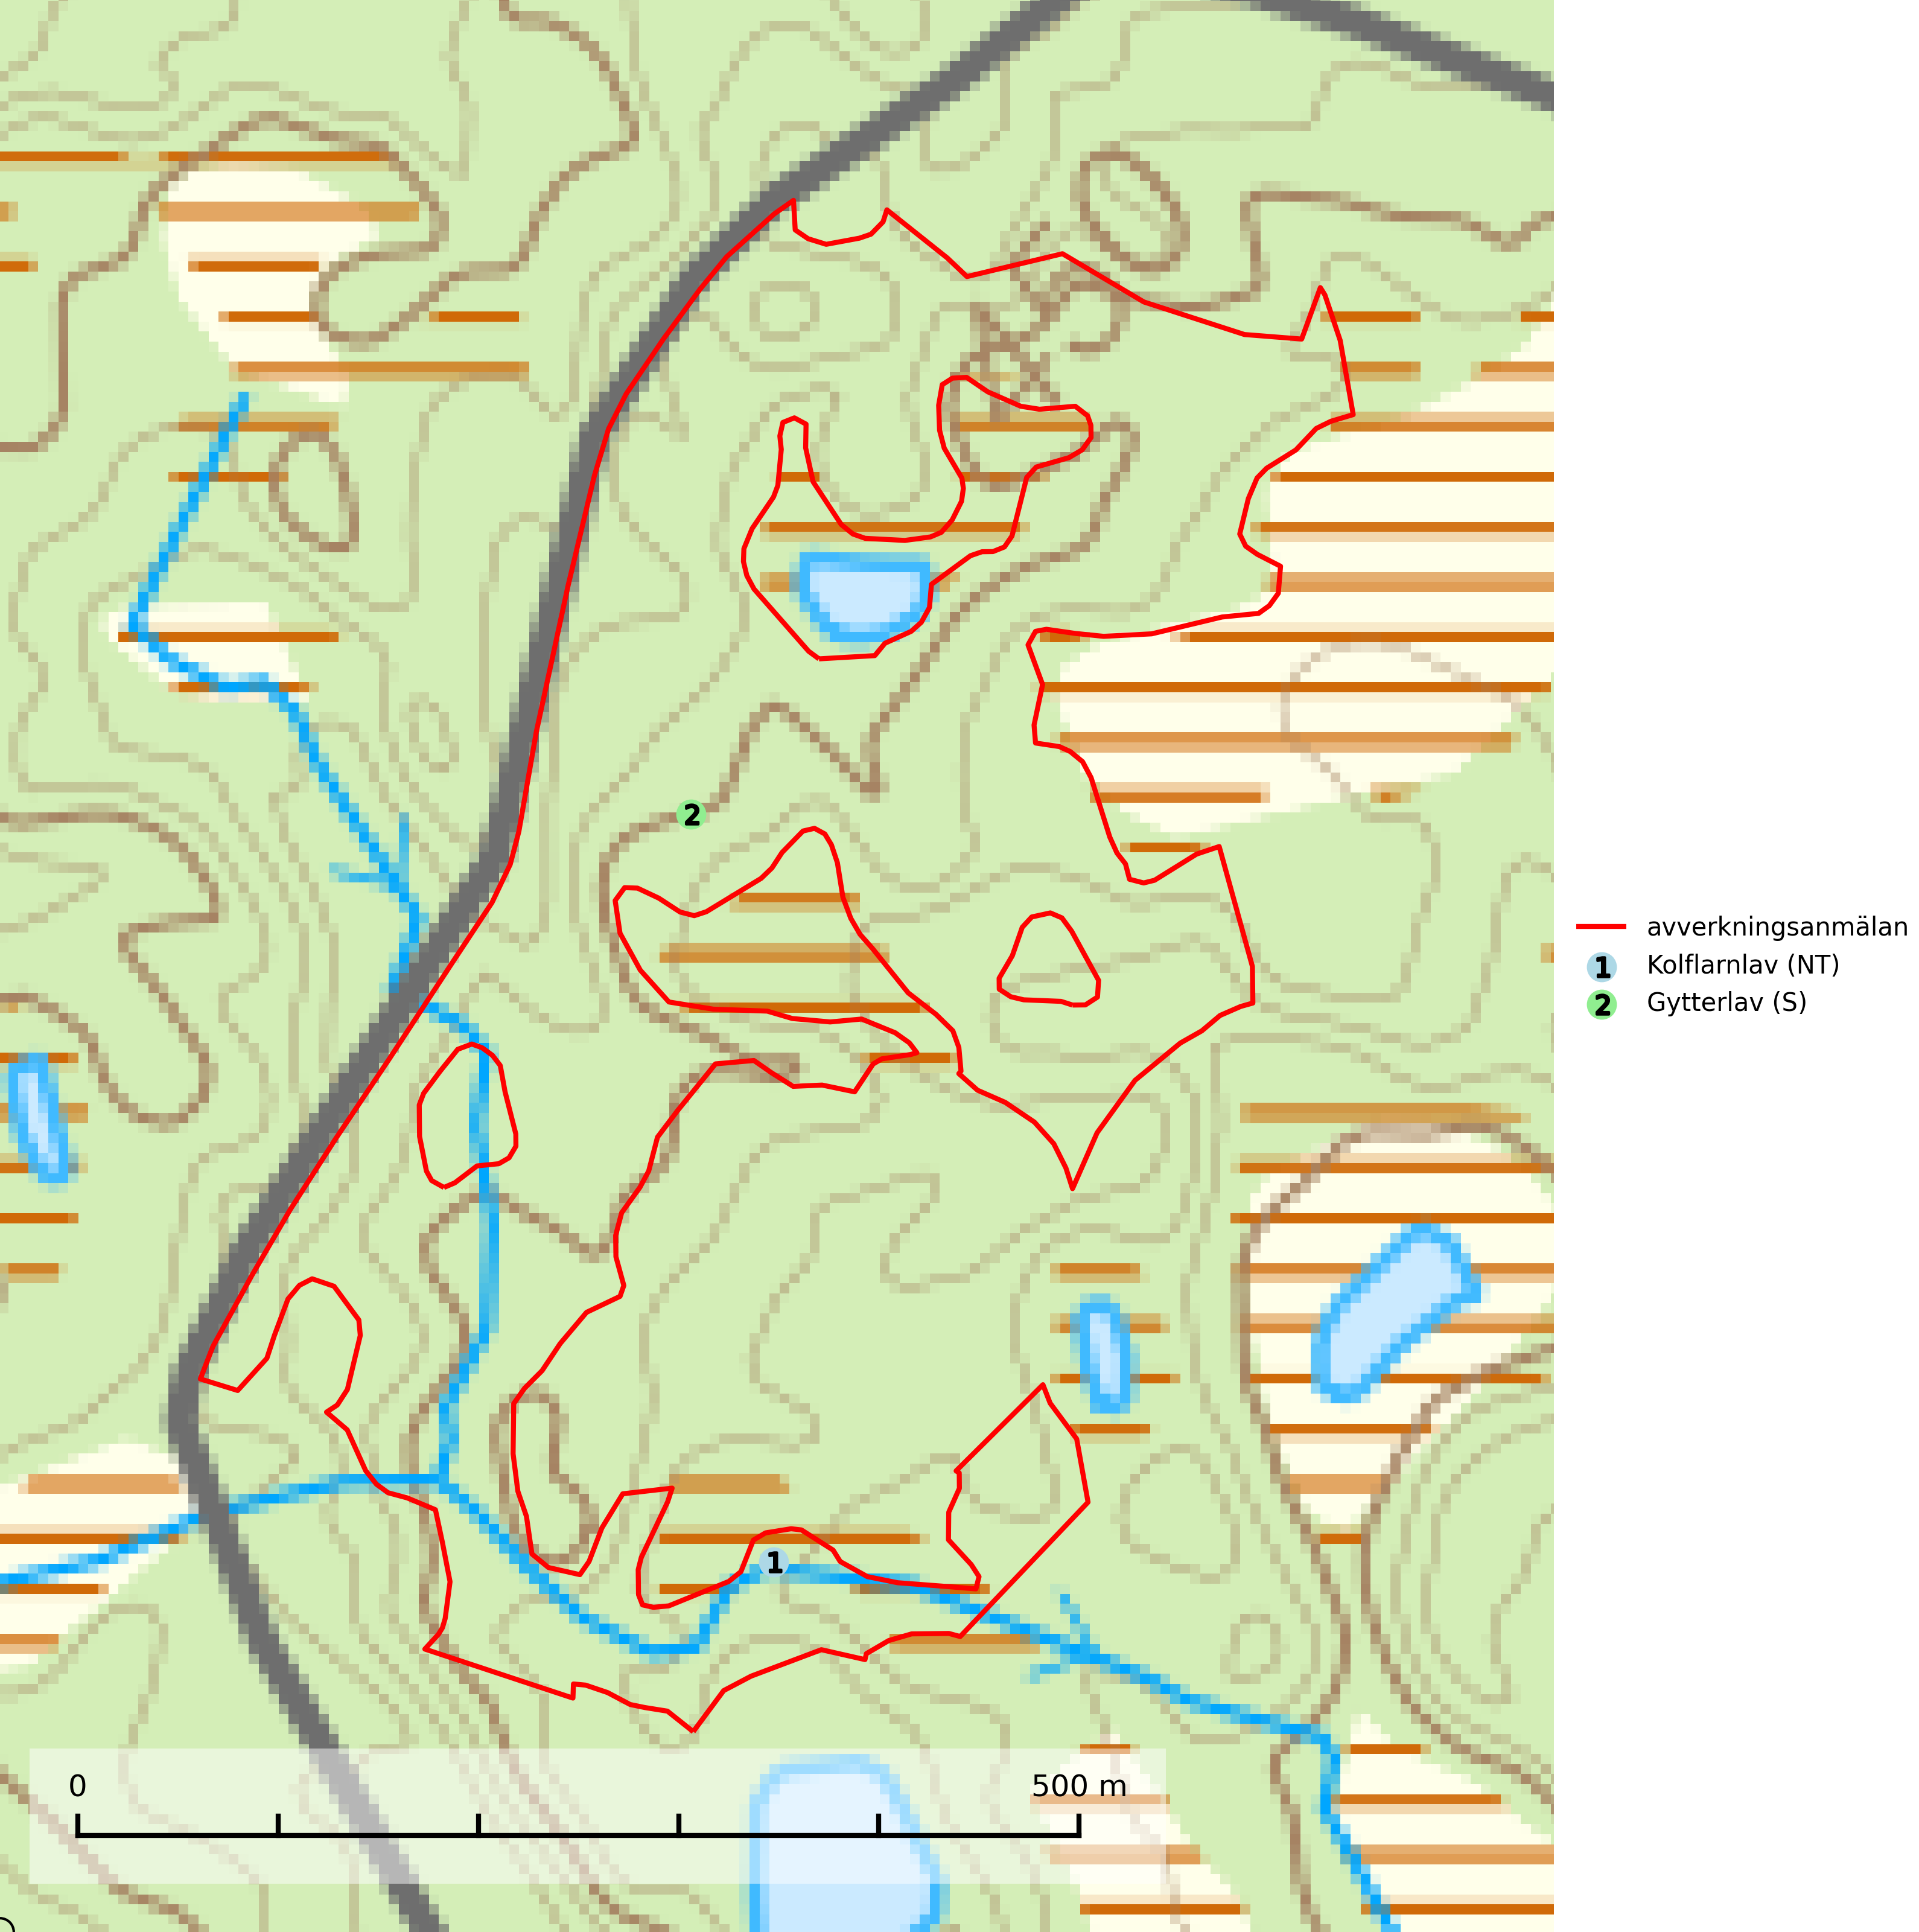 2
1
avverkningsanmälan
1 Kolflarnlav (NT)
2 Gytterlav (S)
0 500 m